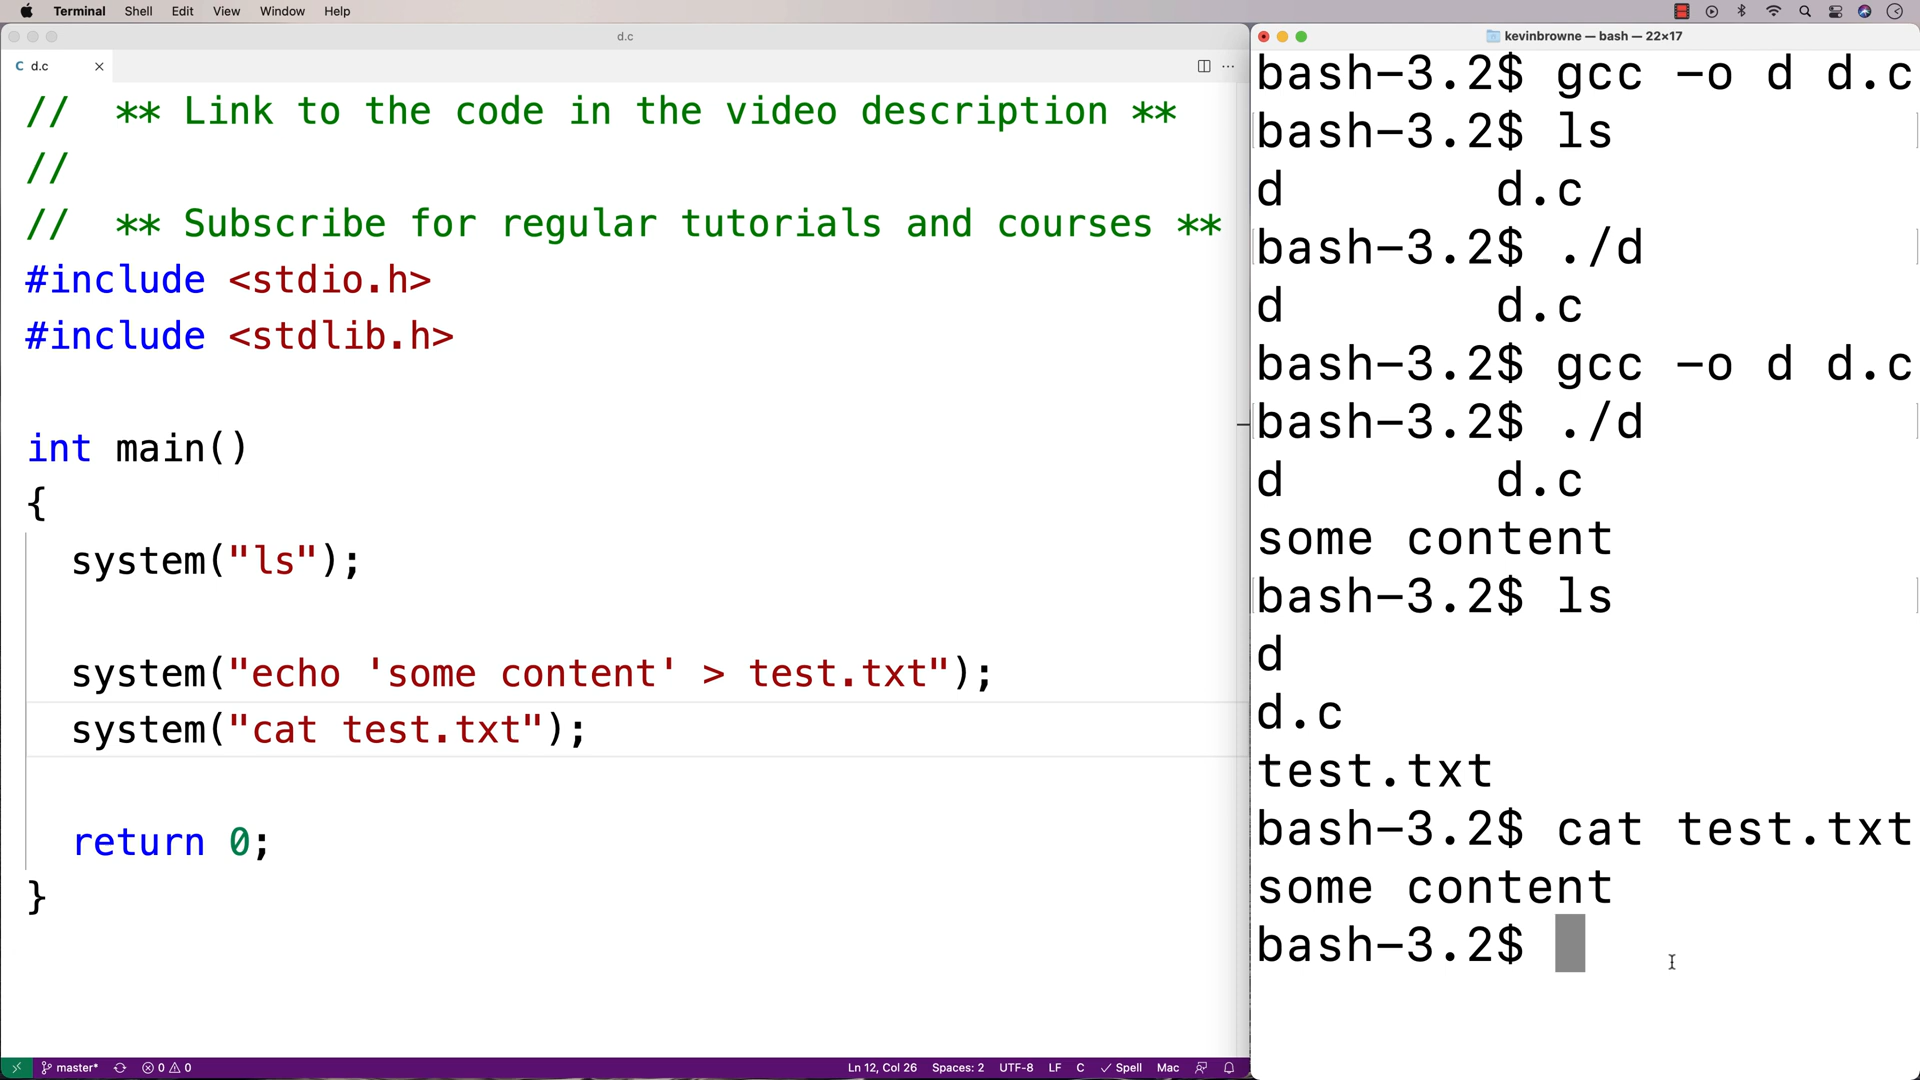 Terminal Shell Edit View Window Help
d.c
C d.c
// ** Link to the code in the video description **
//
// ** Subscribe for regular tutorials and courses **
#include <stdio.h>
#include <stdlib.h>
int main()
{
system("ls");
system("echo 'some content' > test.txt");
system("cat test.txt");
return 0;
}
master* 0 0 Ln 12, Col 26 Spaces: 2 UTF-8 LF C Spell Mac
kevinbrowne — bash — 22×17
bash-3.2$ gcc -o d d.c
bash-3.2$ ls
d d.c
bash-3.2$ ./d
d d.c
bash-3.2$ gcc -o d d.c
bash-3.2$ ./d
d d.c
some content
bash-3.2$ ls
d
d.c
test.txt
bash-3.2$ cat test.txt
some content
bash-3.2$